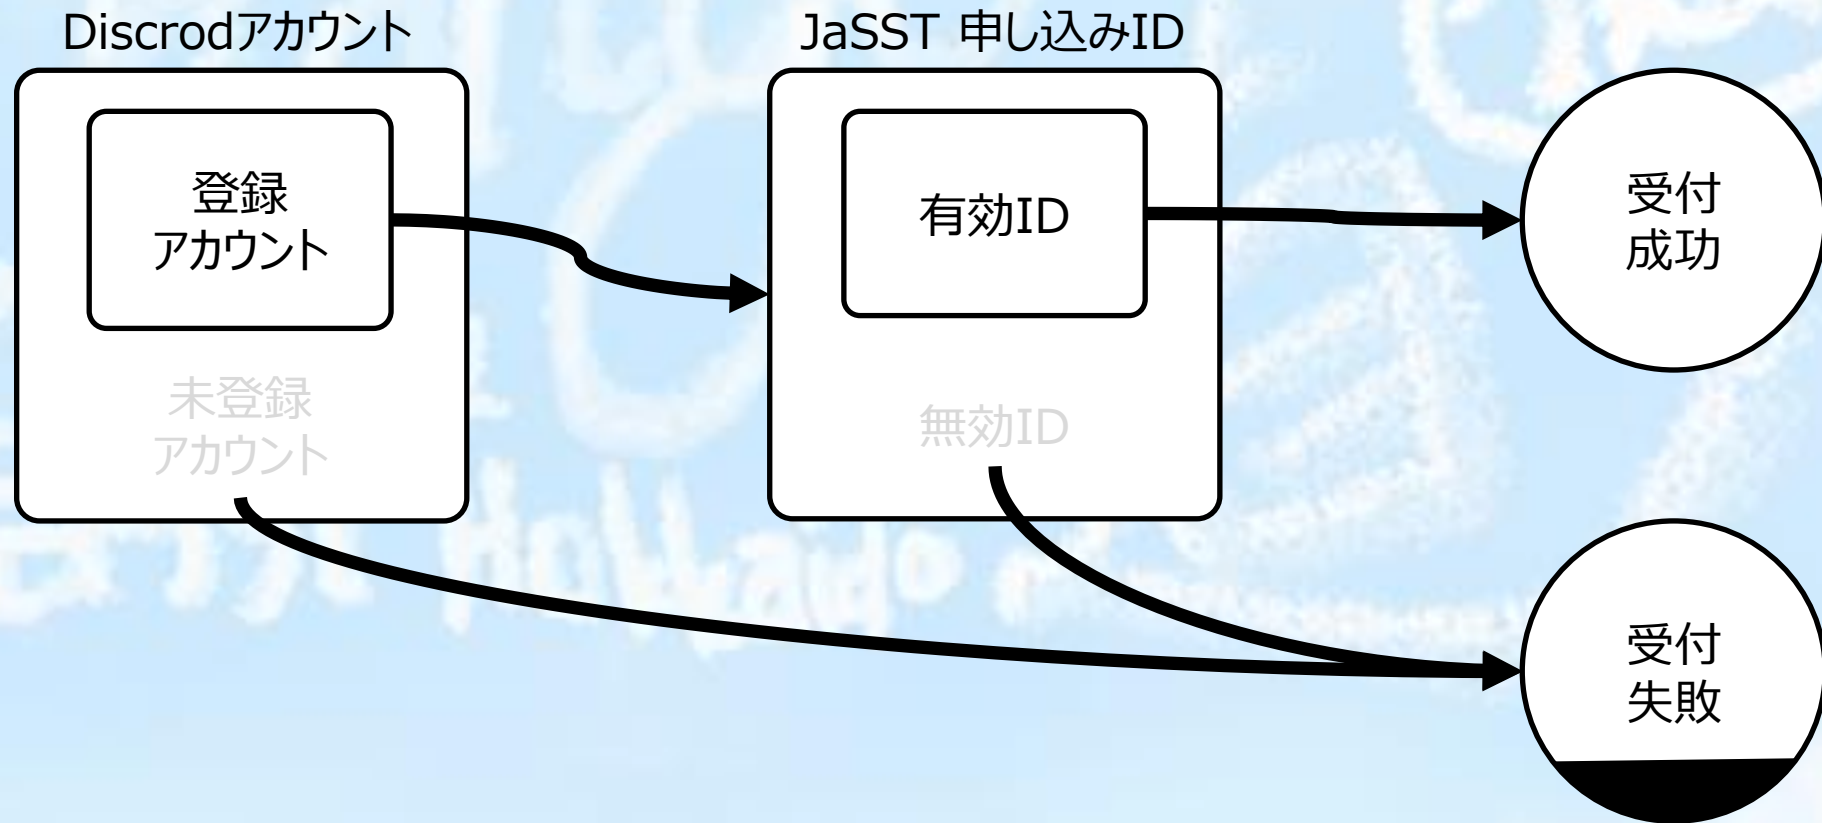 Discrodアカウント
JaSST 申し込みID
登録
アカウント
有効ID
受付
成功
未登録
アカウント
無効ID
受付
失敗